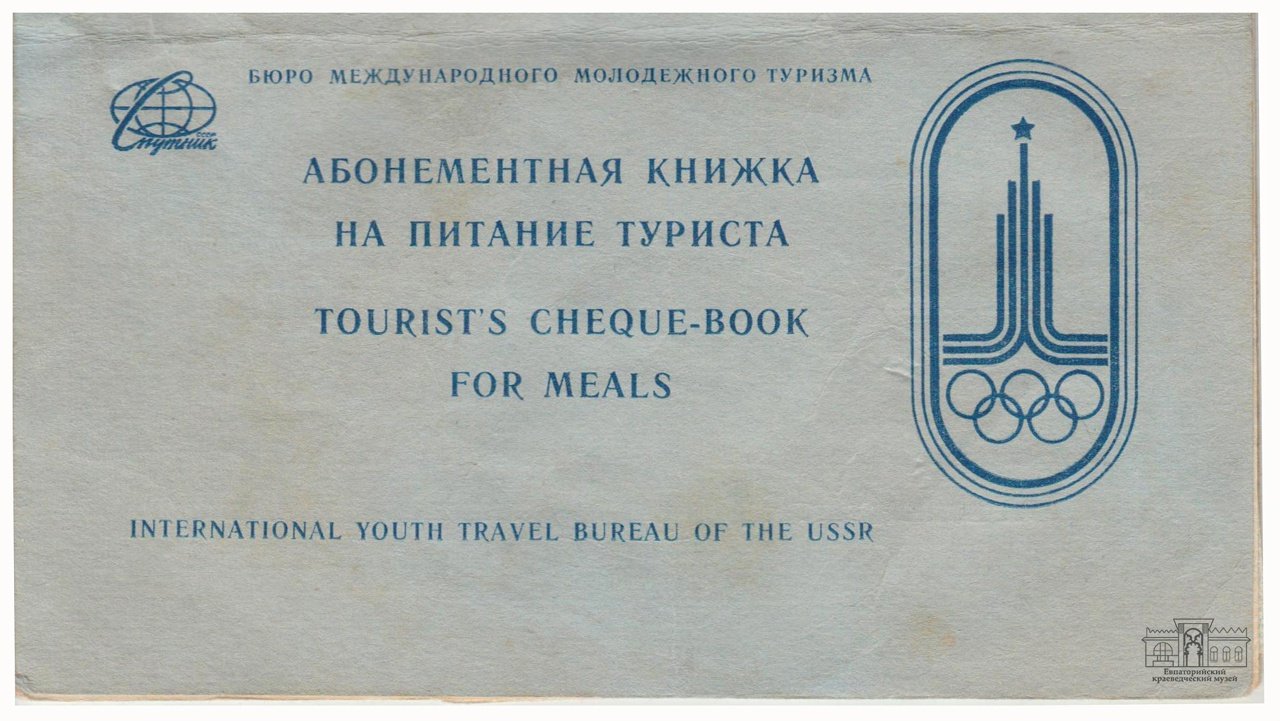 БЮРО МЕЖДУНАРОДНОГО МОЛОДЕЖНОГО ТУРИЗМА
СССР
Спутник
АБОНЕМЕНТНАЯ КНИЖКА
НА ПИТАНИЕ ТУРИСТА
TOURIST'S CHEQUE-BOOK
FOR MEALS
INTERNATIONAL YOUTH TRAVEL BUREAU OF THE USSR
Евпаторийский
краеведческий музей